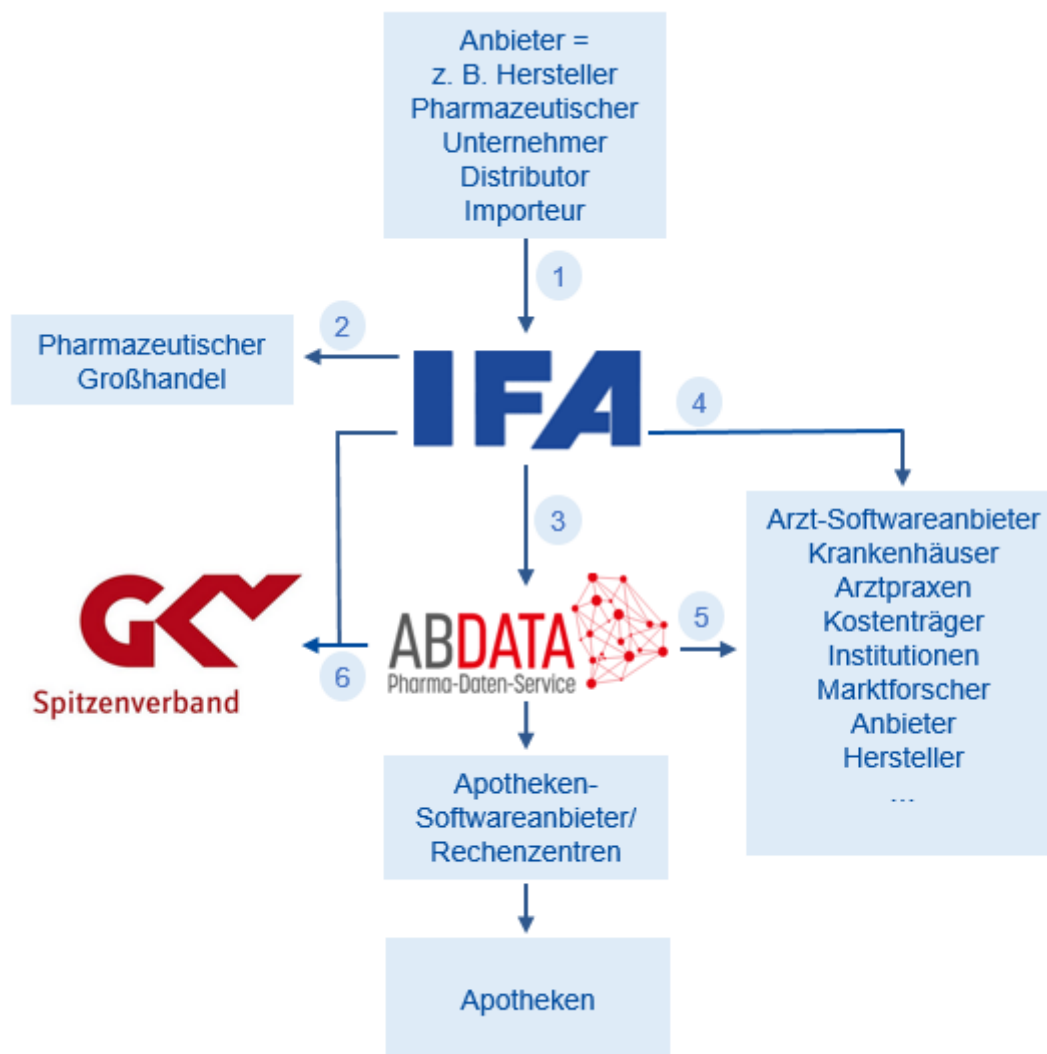 Anbieter =
z. B. Hersteller
Pharmazeutischer
Unternehmer
Distributor
Importeur
1
2
Pharmazeutischer
Großhandel
IFA
4
3
Arzt-Softwareanbieter
Krankenhäuser
Arztpraxen
Kostenträger
Institutionen
Marktforscher
Anbieter
Hersteller
...
GKV
Spitzenverband
6
ABDATA
Pharma-Daten-Service
5
Apotheken-
Softwareanbieter/
Rechenzentren
Apotheken